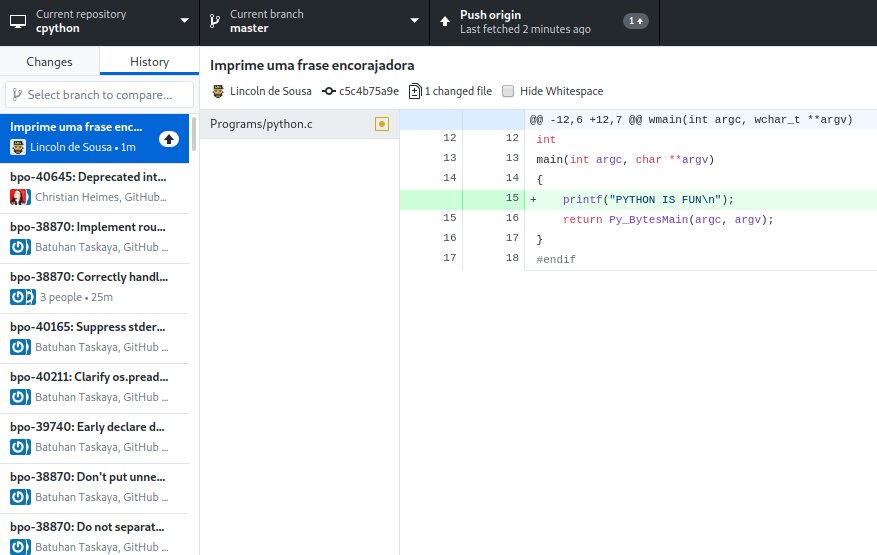 Current repository
cpython
Current branch
master
Push origin
Last fetched 2 minutes ago
1
Changes
History
Select branch to compare...
Imprime uma frase enc...
Lincoln de Sousa • 1m
bpo-40645: Deprecated int...
Christian Heimes, GitHub...
bpo-38870: Implement rou...
Batuhan Taskaya, GitHub ...
bpo-38870: Correctly handl...
3 people • 25m
bpo-40165: Suppress stder...
Batuhan Taskaya, GitHub ...
bpo-40211: Clarify os.pread...
Batuhan Taskaya, GitHub ...
bpo-39740: Early declare d...
Batuhan Taskaya, GitHub ...
bpo-38870: Don't put unne...
Batuhan Taskaya, GitHub ...
bpo-38870: Do not separat...
Batuhan Taskaya, GitHub ...
Imprime uma frase encorajadora
Lincoln de Sousa c5c4b75a9e 1 changed file Hide Whitespace
Programs/python.c
@@ -12,6 +12,7 @@ wmain(int argc, wchar_t **argv)
12 12 int
13 13 main(int argc, char **argv)
14 14 {
15 + printf("PYTHON IS FUN\n");
15 16 return Py_BytesMain(argc, argv);
16 17 }
17 18 #endif